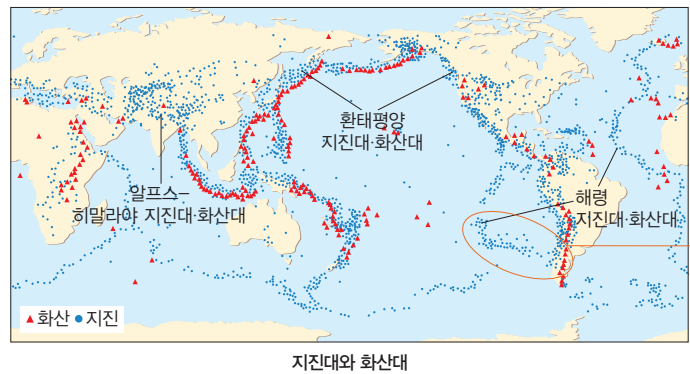 환태평양
지진대·화산대
알프스-
히말라야 지진대·화산대
해령
지진대·화산대
▲ 화산 ● 지진
지진대와 화산대